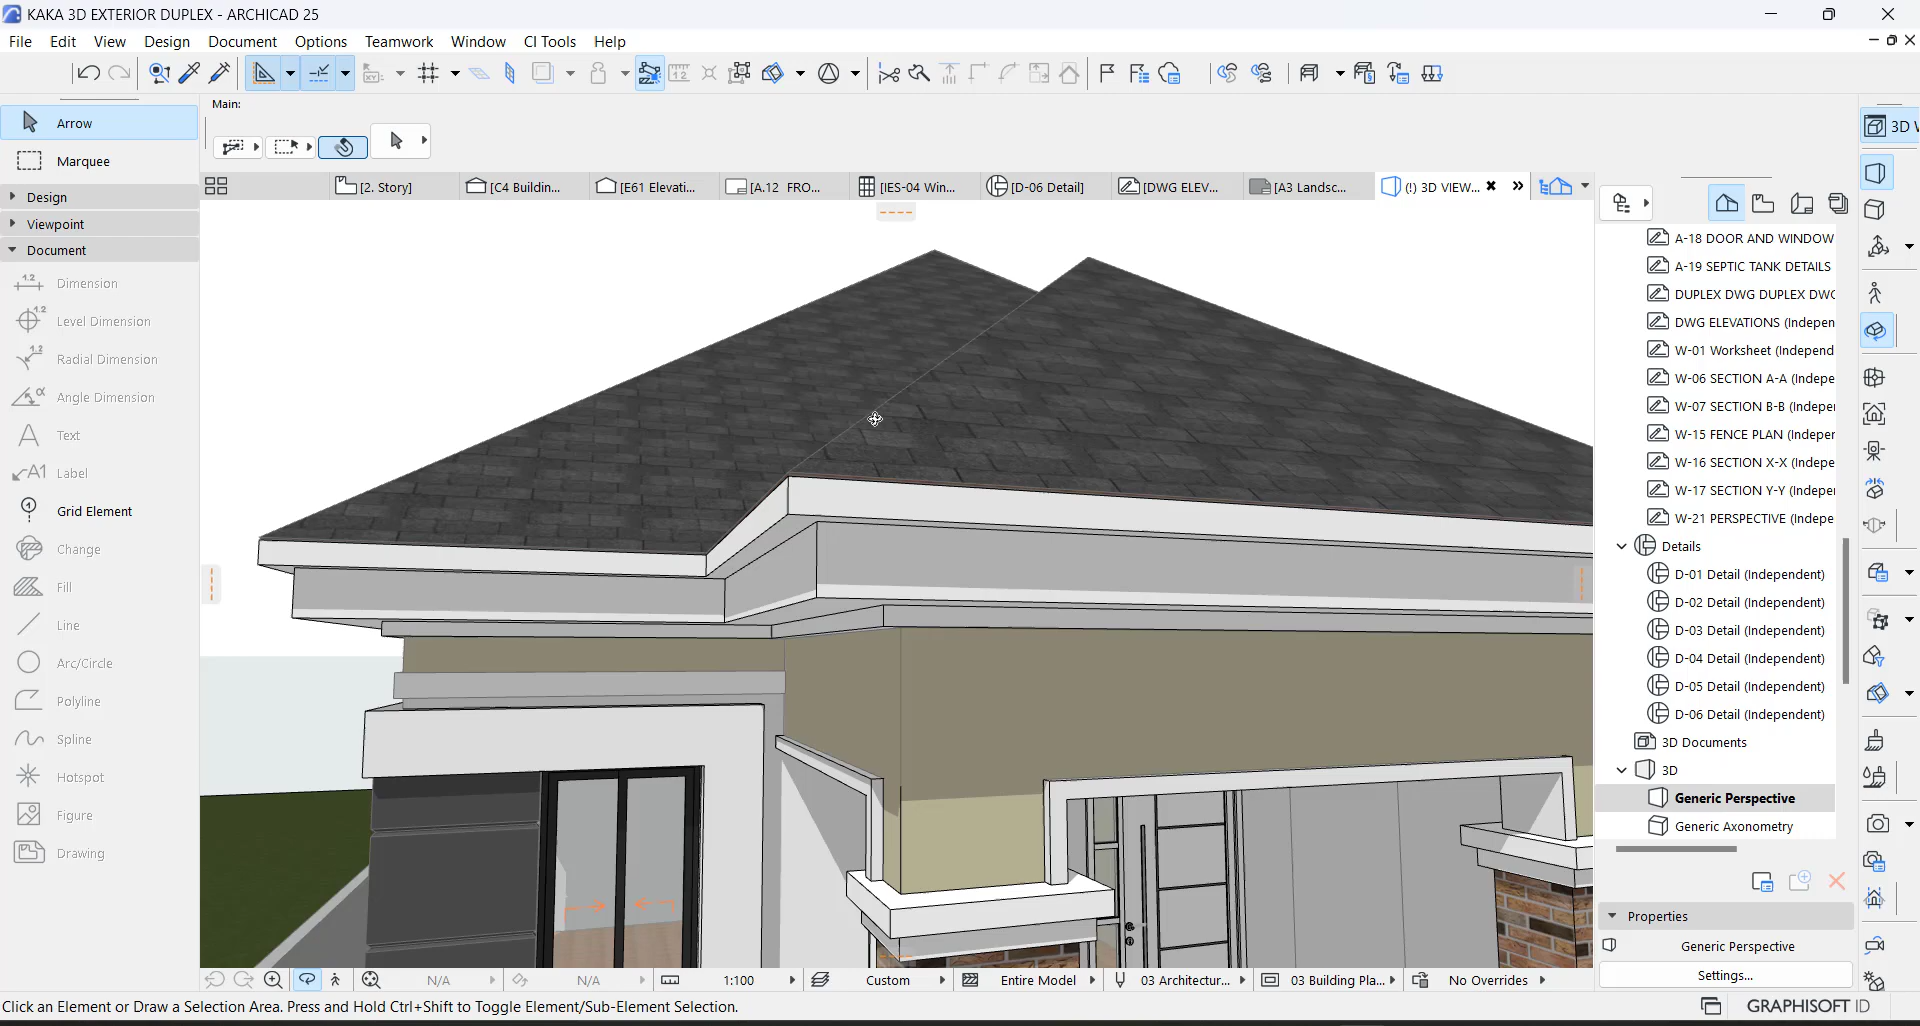 KAKA 3D EXTERIOR DUPLEX - ARCHICAD 25
File Edit View Design Document Options Teamwork Window CI Tools Help
Main:
Arrow
Marquee
Design
Viewpoint
Document
Dimension
Level Dimension
Radial Dimension
Angle Dimension
Text
Label
Grid Element
Change
Fill
Line
Arc/Circle
Polyline
Spline
Hotspot
Figure
Drawing
[2. Story] [C4 Buildin... [E61 Elevati... [A.12 FRO... [IES-04 Win... [D-06 Detail] [DWG ELEV... [A3 Landsc... (!) 3D VIEW...
3D V
A-18 DOOR AND WINDOW
A-19 SEPTIC TANK DETAILS
DUPLEX DWG DUPLEX DWG
DWG ELEVATIONS (Indepen
W-01 Worksheet (Independ
W-06 SECTION A-A (Indepe
W-07 SECTION B-B (Indeper
W-15 FENCE PLAN (Indeper
W-16 SECTION X-X (Indepe
W-17 SECTION Y-Y (Indeper
W-21 PERSPECTIVE (Indepe
Details
D-01 Detail (Independent)
D-02 Detail (Independent)
D-03 Detail (Independent)
D-04 Detail (Independent)
D-05 Detail (Independent)
D-06 Detail (Independent)
3D Documents
3D
Generic Perspective
Generic Axonometry
Properties
Generic Perspective
Settings...
N/A N/A 1:100 Custom Entire Model 03 Architectur... 03 Building Pla... No Overrides
Click an Element or Draw a Selection Area. Press and Hold Ctrl+Shift to Toggle Element/Sub-Element Selection.
GRAPHISOFT ID